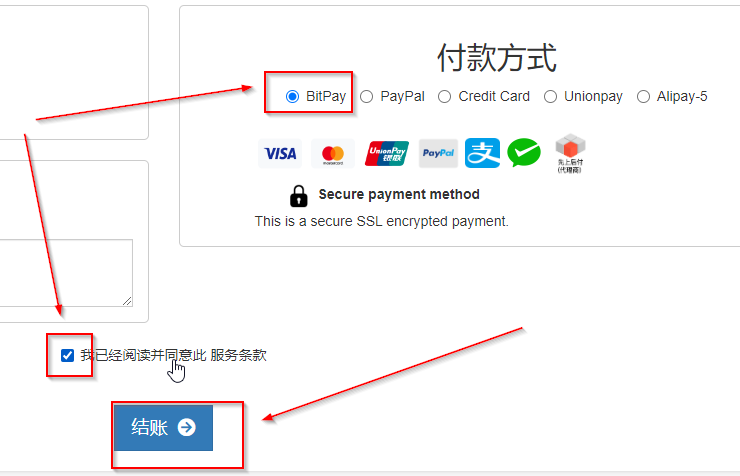 付款方式
BitPay PayPal Credit Card Unionpay Alipay-5
VISA mastercard UnionPay 银联 PayPal 支 先上后付
(代理商)
Secure payment method
This is a secure SSL encrypted payment.
我已经阅读并同意此 服务条款
结账